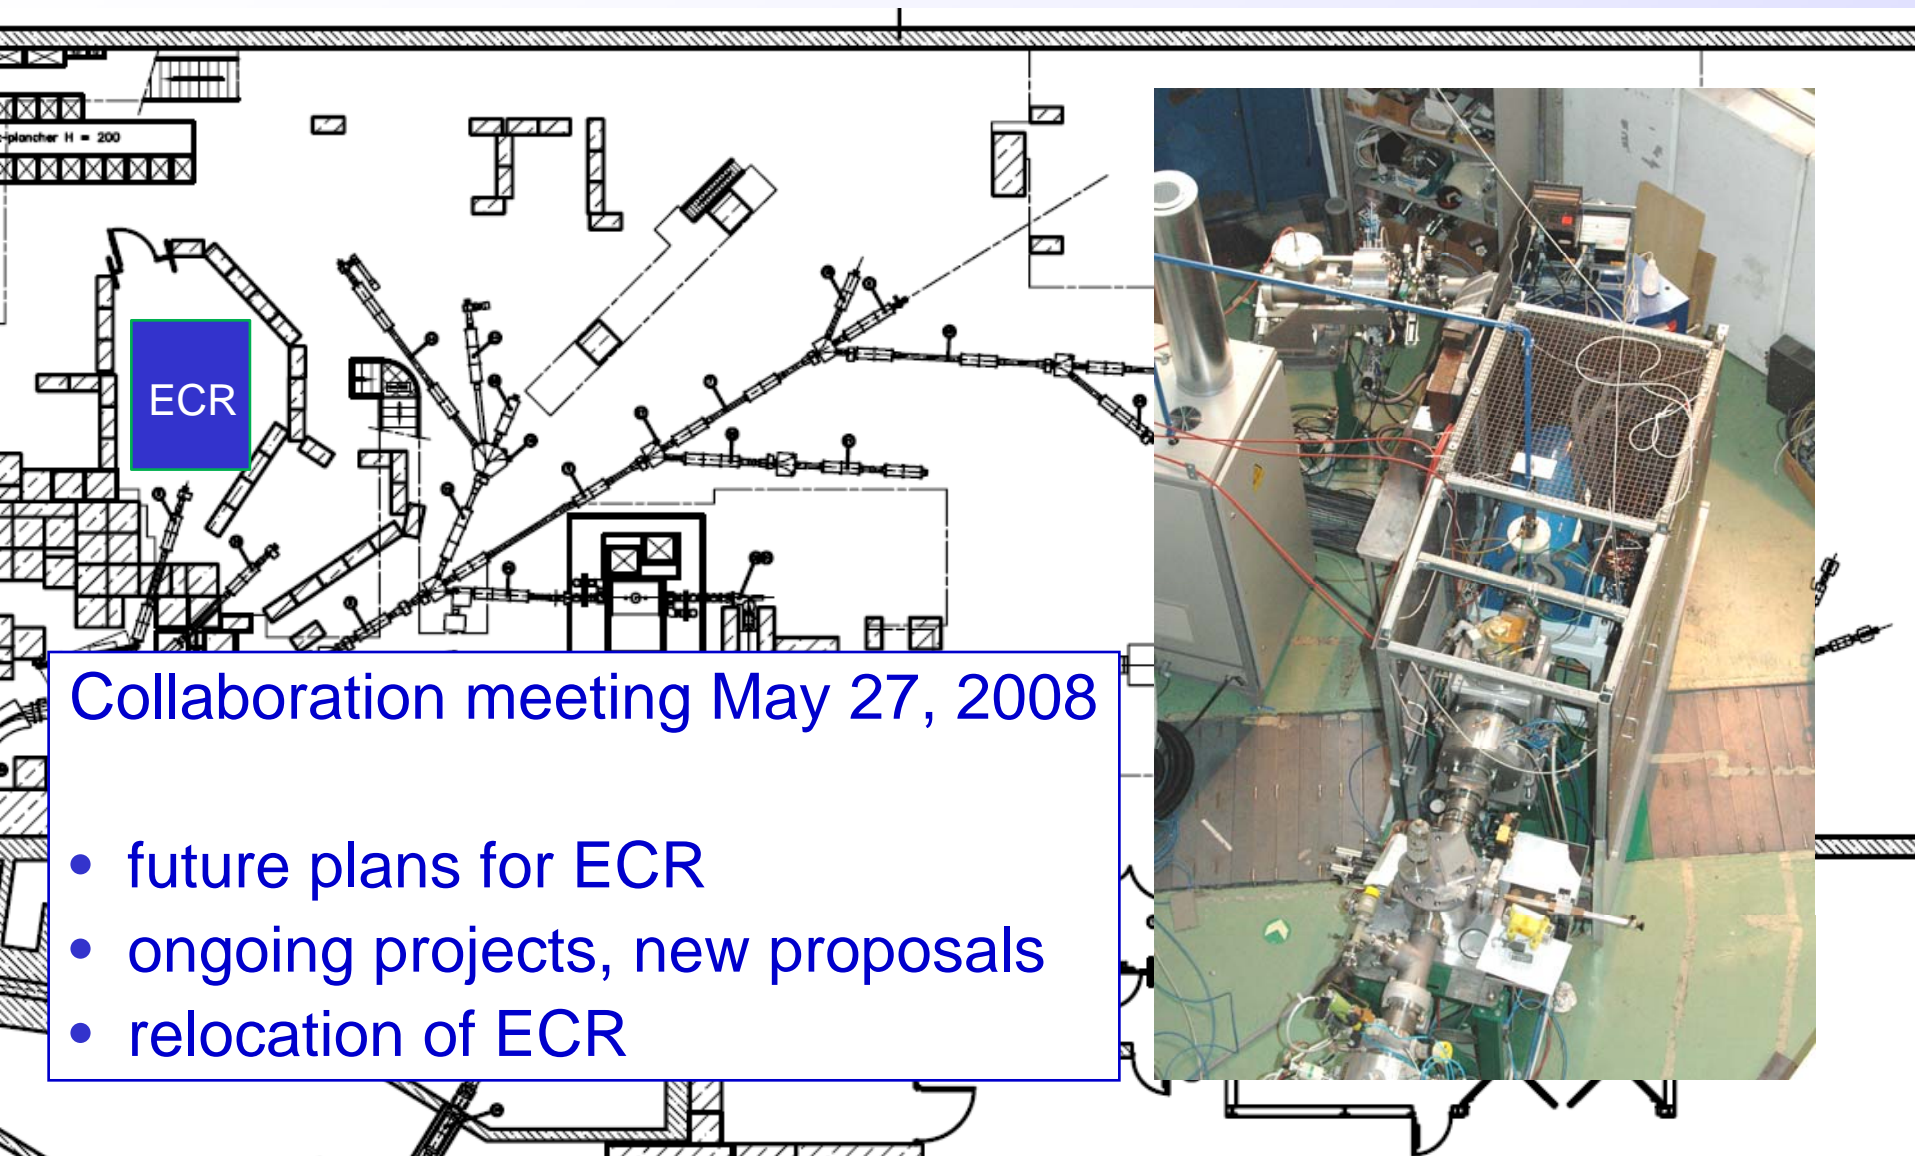 -plancher H = 200
ECR
Collaboration meeting May 27, 2008
• future plans for ECR
• ongoing projects, new proposals
• relocation of ECR